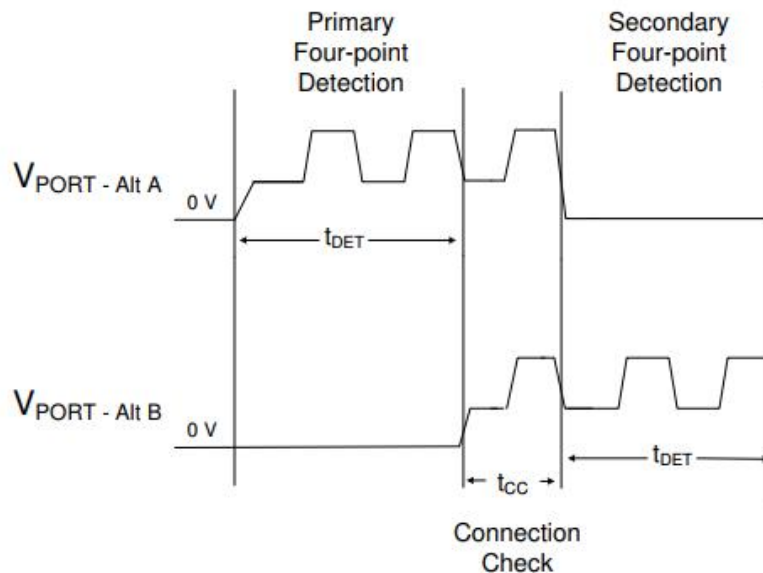 Primary
Four-point
Detection
Secondary
Four-point
Detection
VPORT - Alt A
0 V
tDET
VPORT - Alt B
0 V
tDET
tCC
Connection
Check